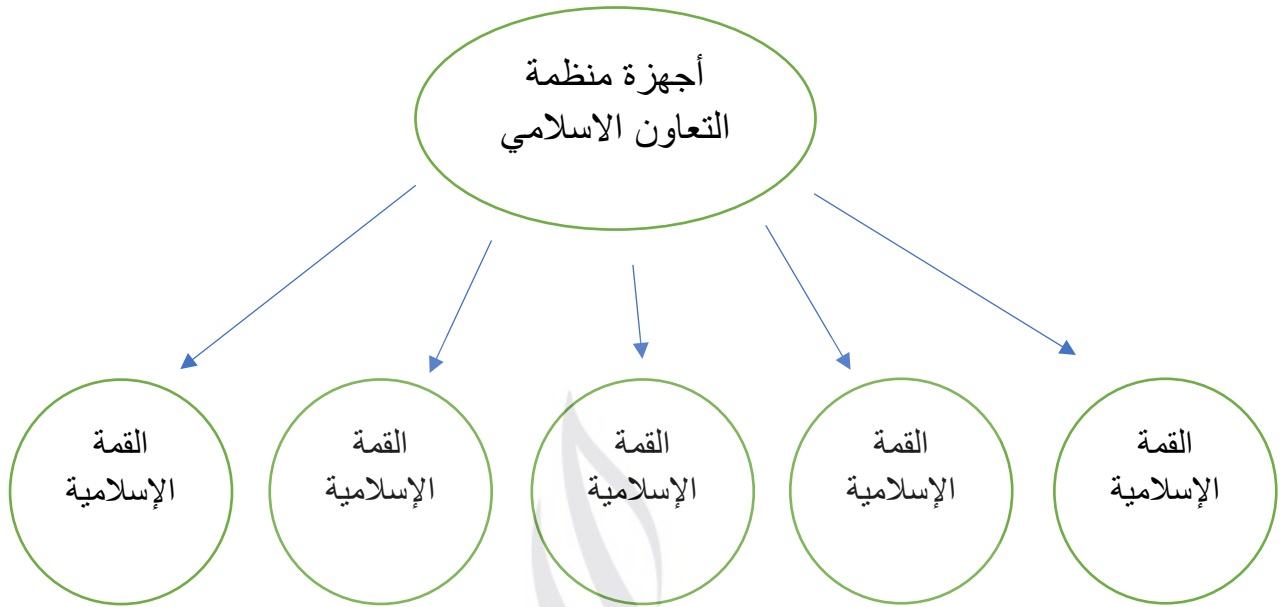 أجهزة منظمة
التعاون الاسلامي
القمة
الإسلامية
القمة
الإسلامية
القمة
الإسلامية
القمة
الإسلامية
القمة
الإسلامية